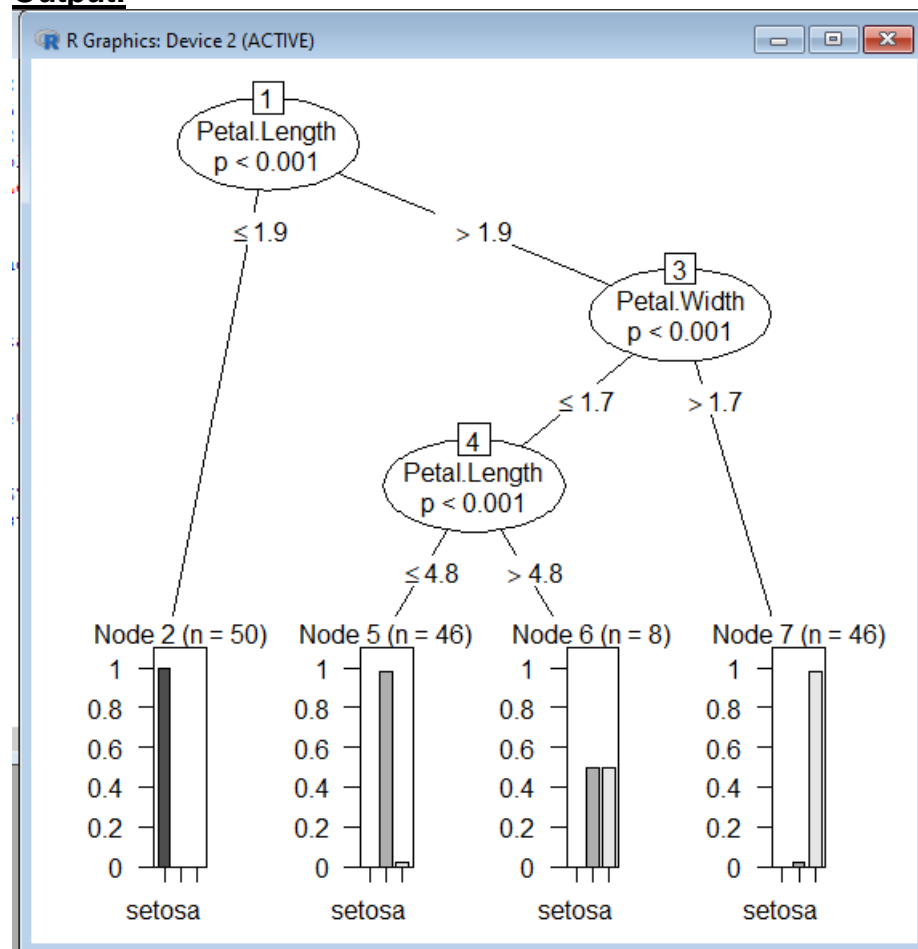 Output:
R Graphics: Device 2 (ACTIVE)
1
Petal.Length
p < 0.001
≤ 1.9
> 1.9
3
Petal.Width
p < 0.001
≤ 1.7
> 1.7
4
Petal.Length
p < 0.001
≤ 4.8
> 4.8
Node 2 (n = 50)
1
0.8
0.6
0.4
0.2
0
setosa
Node 5 (n = 46)
1
0.8
0.6
0.4
0.2
0
setosa
Node 6 (n = 8)
1
0.8
0.6
0.4
0.2
0
setosa
Node 7 (n = 46)
1
0.8
0.6
0.4
0.2
0
setosa